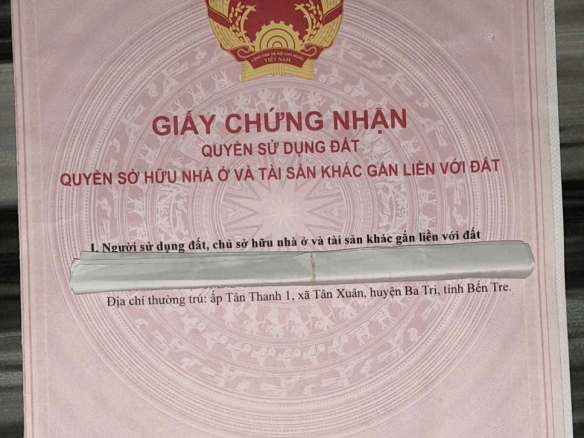 VIỆT NAM
GIẤY CHỨNG NHẬN
QUYỀN SỬ DỤNG ĐẤT
QUYỀN SỞ HỮU NHÀ Ở VÀ TÀI SẢN KHÁC GẮN LIỀN VỚI ĐẤT
I. Người sử dụng đất, chủ sở hữu nhà ở và tài sản khác gắn liền với đất
Địa chỉ thường trú: ấp Tân Thanh 1, xã Tân Xuân, huyện Ba Tri, tỉnh Bến Tre.